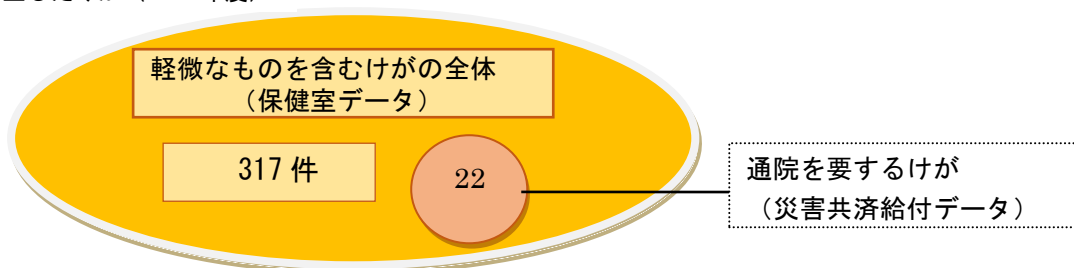 軽微なものを含むけがの全体
（保健室データ）
317 件
22
通院を要するけが
（災害共済給付データ）